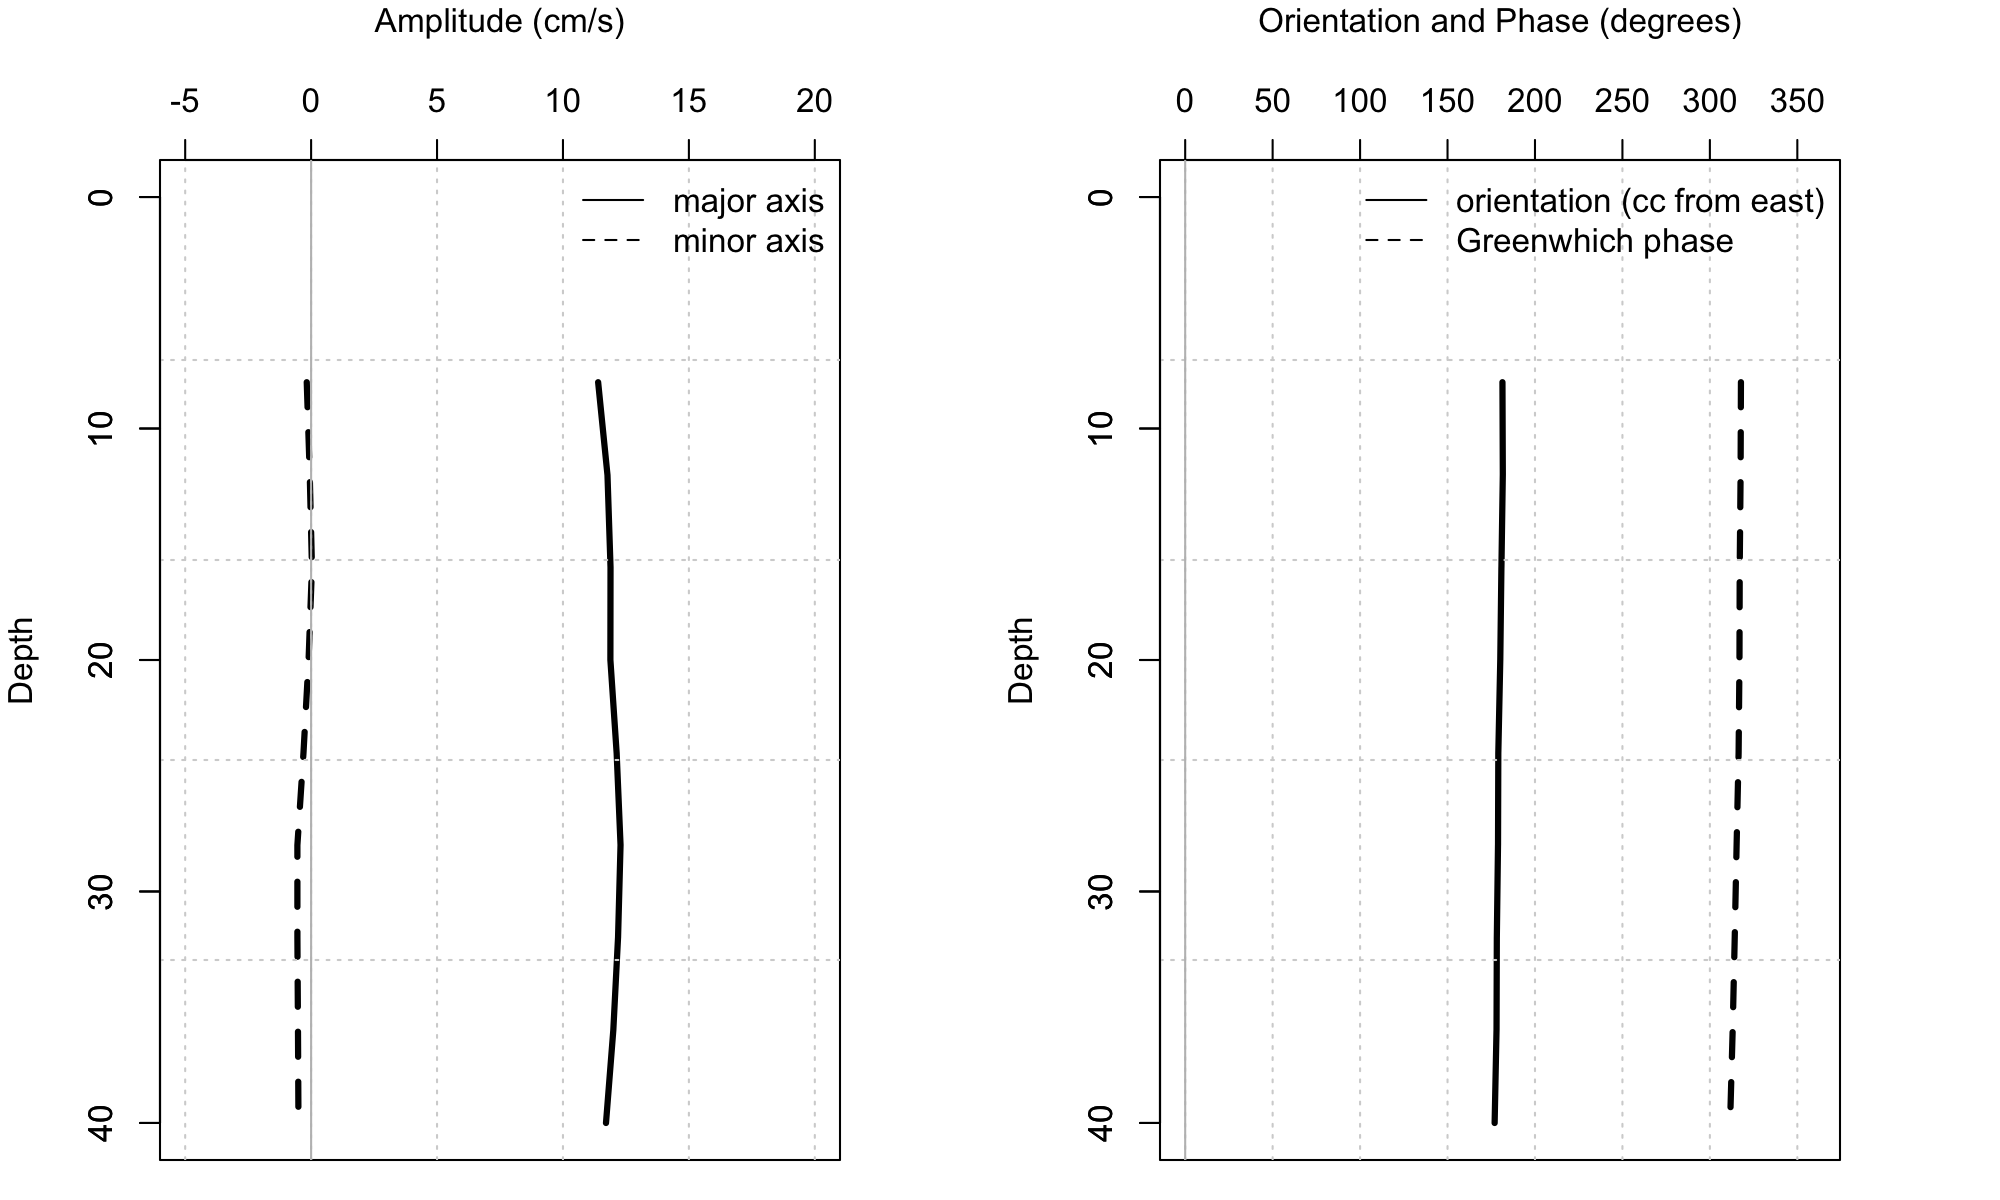 Amplitude (cm/s)
-5 0 5 10 15 20
major axis
minor axis
0
10
20
30
40
Depth
Orientation and Phase (degrees)
0 50 100 150 200 250 300 350
orientation (cc from east)
Greenwhich phase
0
10
20
30
40
Depth